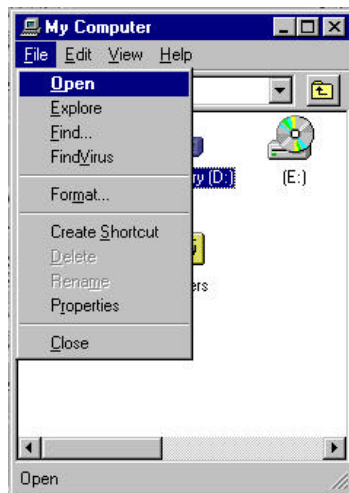 My Computer
File Edit View Help
Open
Explore
Find...
FindVirus
Format...
Create Shortcut
Delete
Rename
Properties
Close
(D:)
(E:)
Open